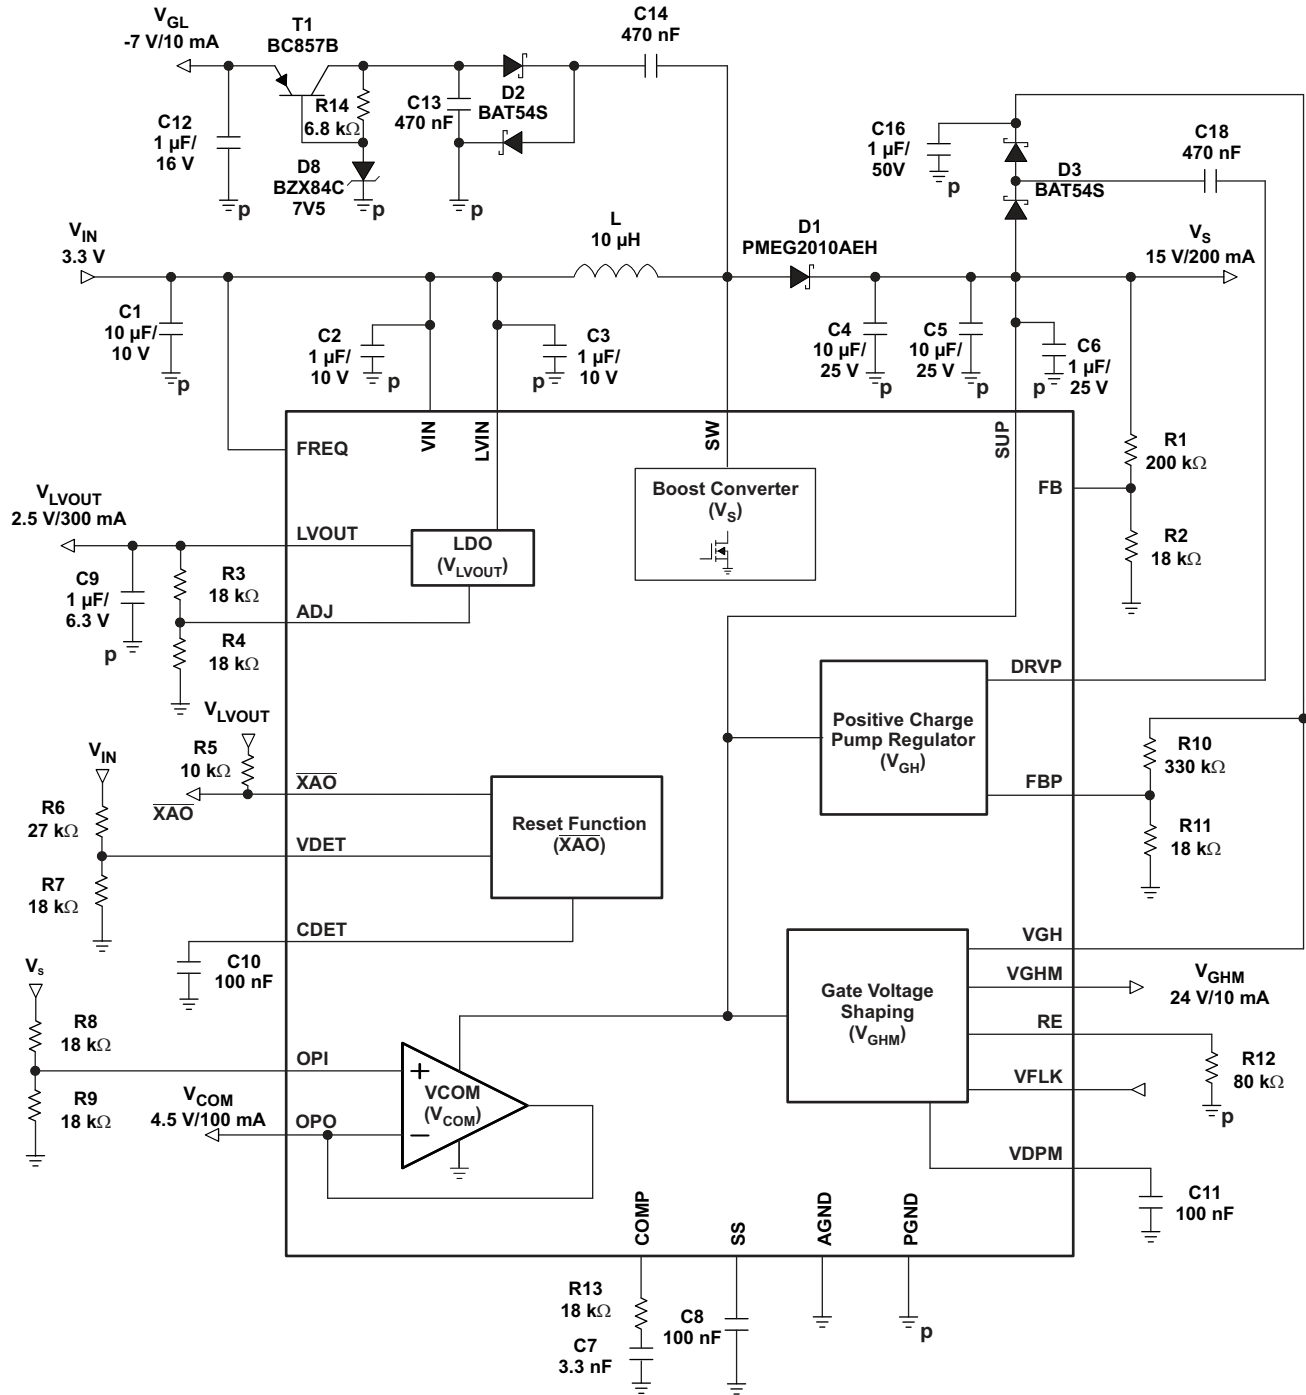 V_GL
-7 V/10 mA
T1
BC857B
C14
470 nF
R14
6.8 kΩ
C13
470 nF
D2
BAT54S
C12
1 µF/
16 V
D8
BZX84C
7V5
p
p
p
C16
1 µF/
50V
p
C18
470 nF
D3
BAT54S
V_IN
3.3 V
L
10 µH
D1
PMEG2010AEH
V_S
15 V/200 mA
C1
10 µF/
10 V
p
C2
1 µF/
10 V
p
C3
1 µF/
10 V
p
C4
10 µF/
25 V
p
C5
10 µF/
25 V
p
C6
1 µF/
25 V
p
FREQ
VIN
LVIN
SW
SUP
R1
200 kΩ
FB
Boost Converter
(V_S)
R2
18 kΩ
V_LVOUT
2.5 V/300 mA
LVOUT
LDO
(V_LVOUT)
C9
1 µF/
6.3 V
p
R3
18 kΩ
ADJ
R4
18 kΩ
DRVP
Positive Charge
Pump Regulator
(V_GH)
R10
330 kΩ
FBP
R11
18 kΩ
V_LVOUT
R5
10 kΩ
V_IN
XAO
XAO
R6
27 kΩ
VDET
Reset Function
(XAO)
R7
18 kΩ
CDET
C10
100 nF
V_s
R8
18 kΩ
OPI
R9
18 kΩ
V_COM
4.5 V/100 mA
OPO
+
VCOM
(V_COM)
−
Gate Voltage
Shaping
(V_GHM)
VGH
VGHM
V_GHM
24 V/10 mA
RE
R12
80 kΩ
p
VFLK
VDPM
C11
100 nF
COMP
SS
AGND
PGND
R13
18 kΩ
C7
3.3 nF
C8
100 nF
p